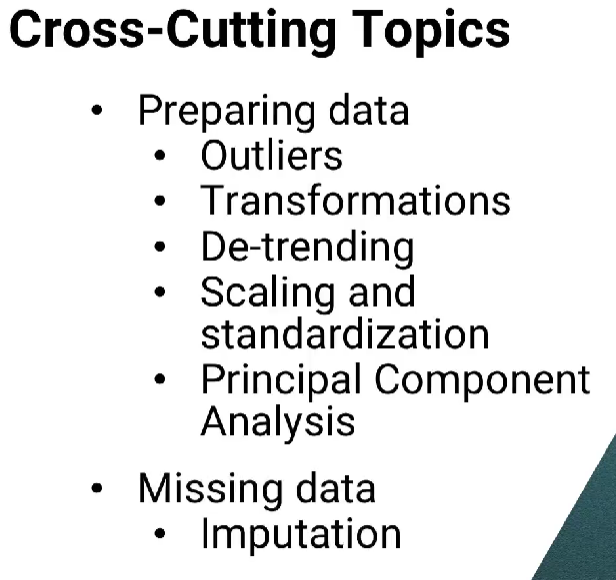 Cross-Cutting Topics
• Preparing data
• Outliers
• Transformations
• De-trending
• Scaling and
standardization
• Principal Component
Analysis
• Missing data
• Imputation